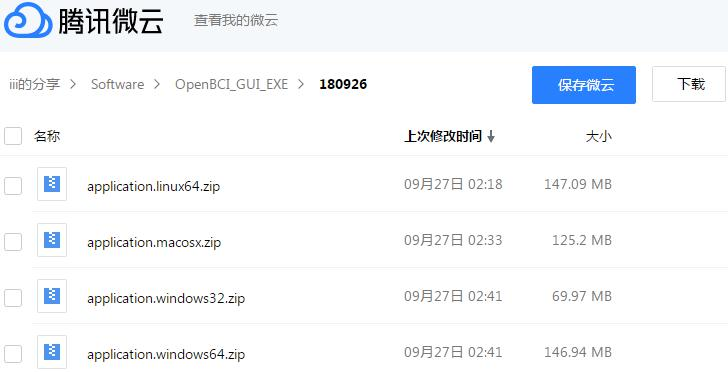 腾讯微云 查看我的微云
iii的分享 > Software > OpenBCI_GUI_EXE > 180926 保存微云 下载
名称 上次修改时间 大小
application.linux64.zip 09月27日 02:18 147.09 MB
application.macosx.zip 09月27日 02:33 125.2 MB
application.windows32.zip 09月27日 02:41 69.97 MB
application.windows64.zip 09月27日 02:41 146.94 MB